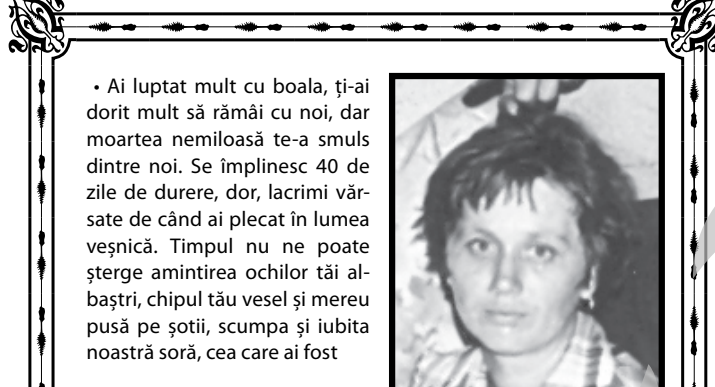 • Ai luptat mult cu boala, ți-ai
dorit mult să rămâi cu noi, dar
moartea nemiloasă te-a smuls
dintre noi. Se împlinesc 40 de
zile de durere, dor, lacrimi văr-
sate de când ai plecat în lumea
veșnică. Timpul nu ne poate
șterge amintirea ochilor tăi al-
baștri, chipul tău vesel și mereu
pusă pe șotii, scumpa și iubita
noastră soră, cea care ai fost